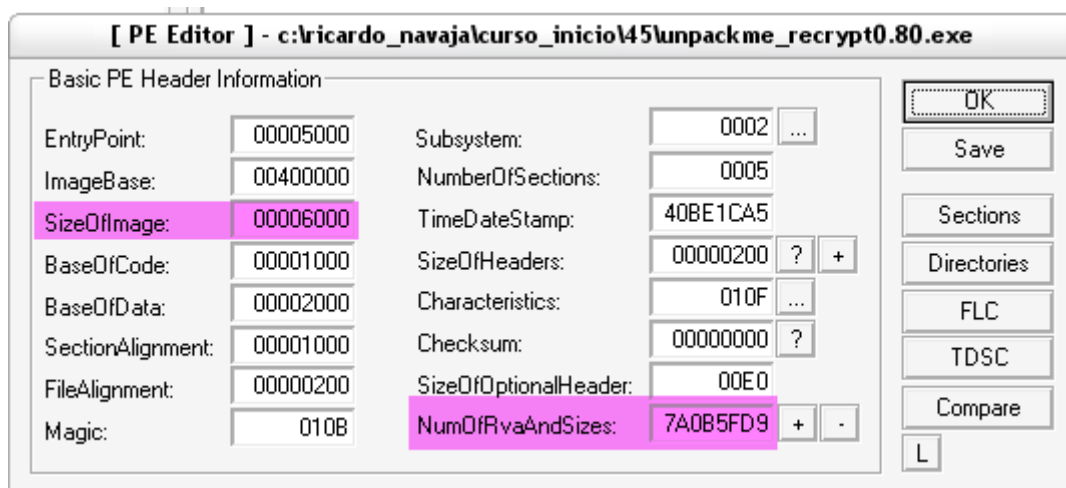 [ PE Editor ] - c:\ricardo_navaja\curso_inicio\45\unpackme_recrypt0.80.exe
Basic PE Header Information
EntryPoint: 00005000
ImageBase: 00400000
SizeOfImage: 00006000
BaseOfCode: 00001000
BaseOfData: 00002000
SectionAlignment: 00001000
FileAlignment: 00000200
Magic: 010B
Subsystem: 0002 ...
NumberOfSections: 0005
TimeDateStamp: 40BE1CA5
SizeOfHeaders: 00000200 ? +
Characteristics: 010F ...
Checksum: 00000000 ?
SizeOfOptionalHeader: 00E0
NumOfRvaAndSizes: 7A0B5FD9 + -
OK
Save
Sections
Directories
FLC
TDSC
Compare
L